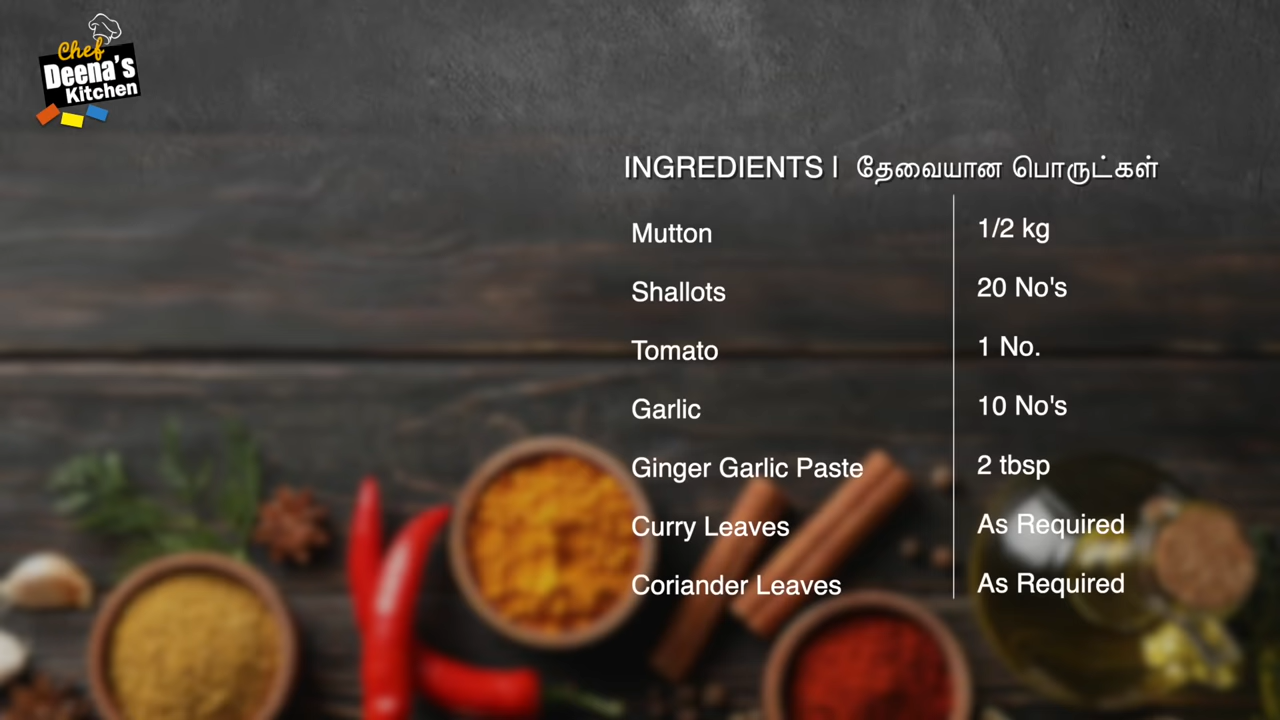 Chef
Deena's
Kitchen
INGREDIENTS | தேவையான பொருட்கள்
Mutton 1/2 kg
Shallots 20 No's
Tomato 1 No.
Garlic 10 No's
Ginger Garlic Paste 2 tbsp
Curry Leaves As Required
Coriander Leaves As Required